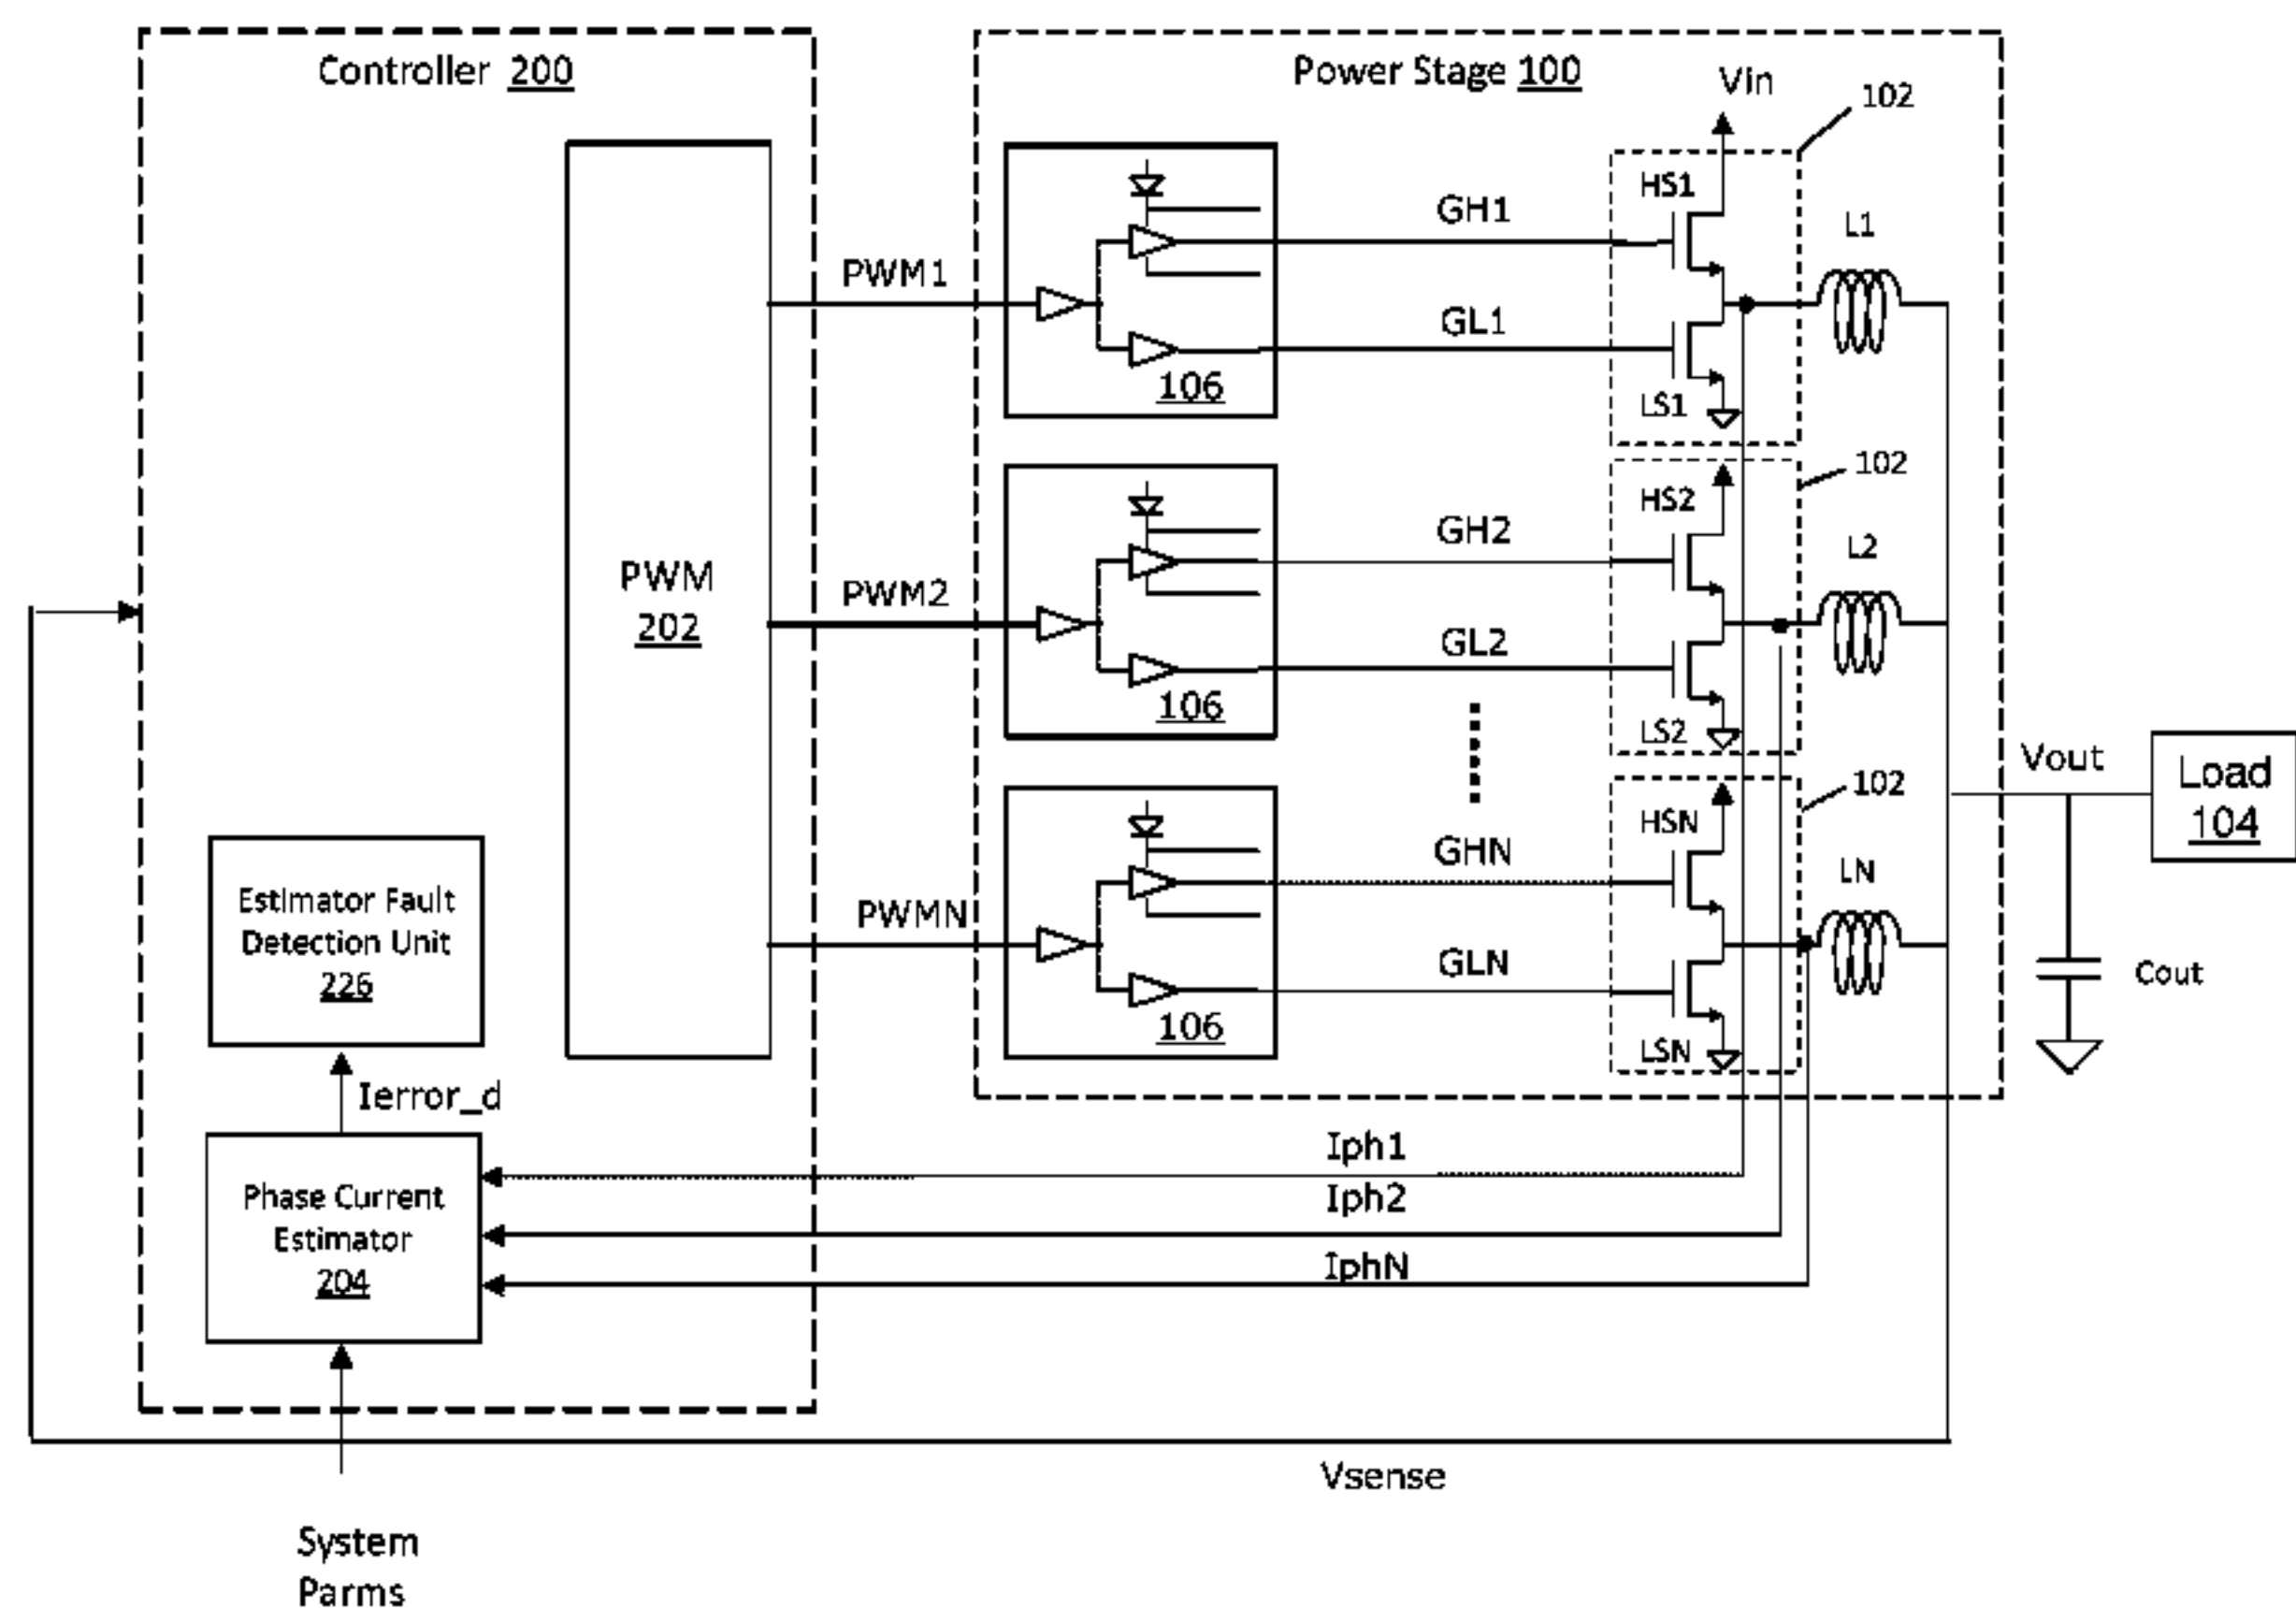 Controller 200
Power Stage 100
Vin
102
HS1
GH1
L1
PWM1
GL1
106
LS1
102
HS2
GH2
L2
PWM
202
PWM2
GL2
106
LS2
Vout
Load
104
102
HSN
GHN
LN
Estimator Fault
Detection Unit
226
PWMN
GLN
Cout
106
LSN
Ierror_d
Iph1
Phase Current
Estimator
204
Iph2
IphN
Vsense
System
Parms